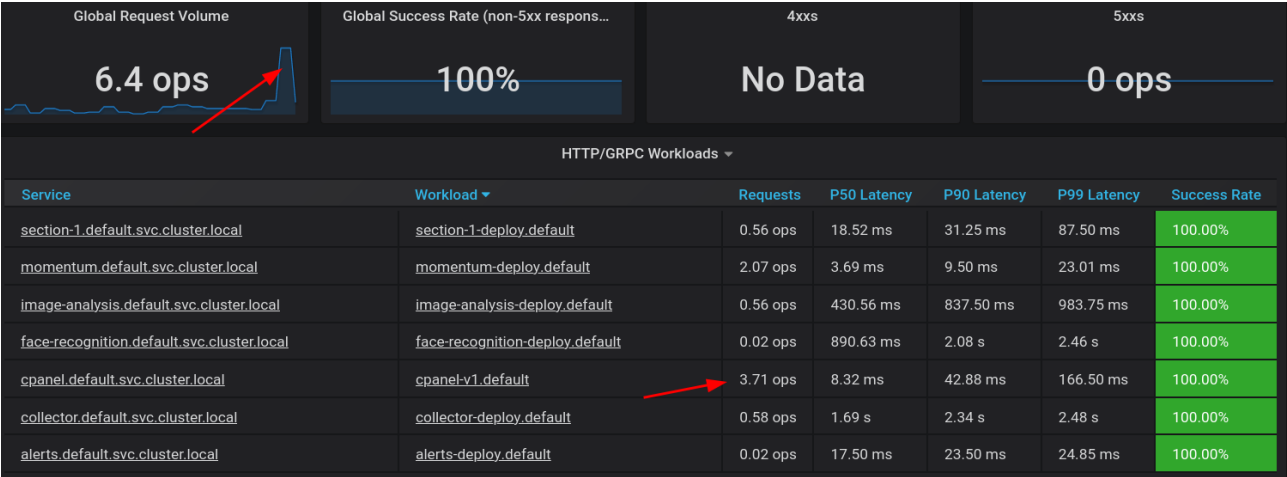 Global Request Volume
Global Success Rate (non-5xx respons...
4xxs
5xxs
6.4 ops
100%
No Data
0 ops
HTTP/GRPC Workloads
Service Workload Requests P50 Latency P90 Latency P99 Latency Success Rate
section-1.default.svc.cluster.local section-1-deploy.default 0.56 ops 18.52 ms 31.25 ms 87.50 ms 100.00%
momentum.default.svc.cluster.local momentum-deploy.default 2.07 ops 3.69 ms 9.50 ms 23.01 ms 100.00%
image-analysis.default.svc.cluster.local image-analysis-deploy.default 0.56 ops 430.56 ms 837.50 ms 983.75 ms 100.00%
face-recognition.default.svc.cluster.local face-recognition-deploy.default 0.02 ops 890.63 ms 2.08 s 2.46 s 100.00%
cpanel.default.svc.cluster.local cpanel-v1.default 3.71 ops 8.32 ms 42.88 ms 166.50 ms 100.00%
collector.default.svc.cluster.local collector-deploy.default 0.58 ops 1.69 s 2.34 s 2.48 s 100.00%
alerts.default.svc.cluster.local alerts-deploy.default 0.02 ops 17.50 ms 23.50 ms 24.85 ms 100.00%